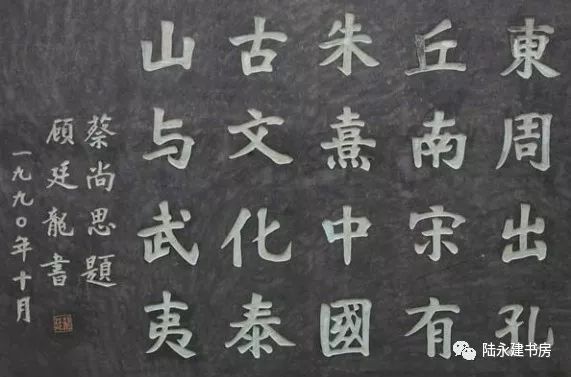 東周出孔
丘南宋有
朱熹中國
古文化泰
山与武夷
蔡尚思題
顧廷龍書
一九九〇年十月
陆永建书房